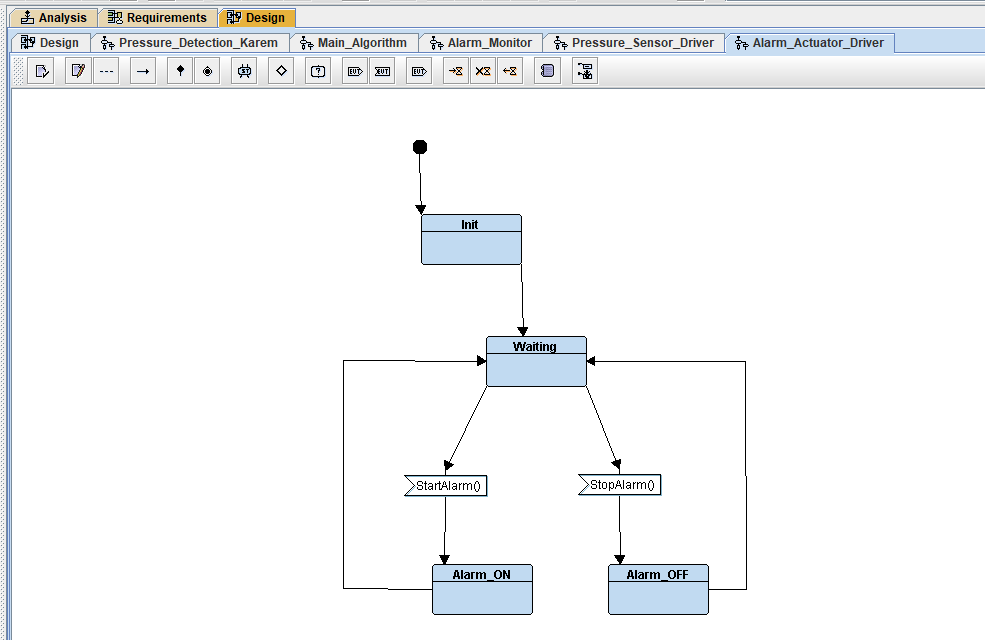 Analysis Requirements Design
Design Pressure_Detection_Karem Main_Algorithm Alarm_Monitor Pressure_Sensor_Driver Alarm_Actuator_Driver
Init
Waiting
StartAlarm() StopAlarm()
Alarm_ON Alarm_OFF